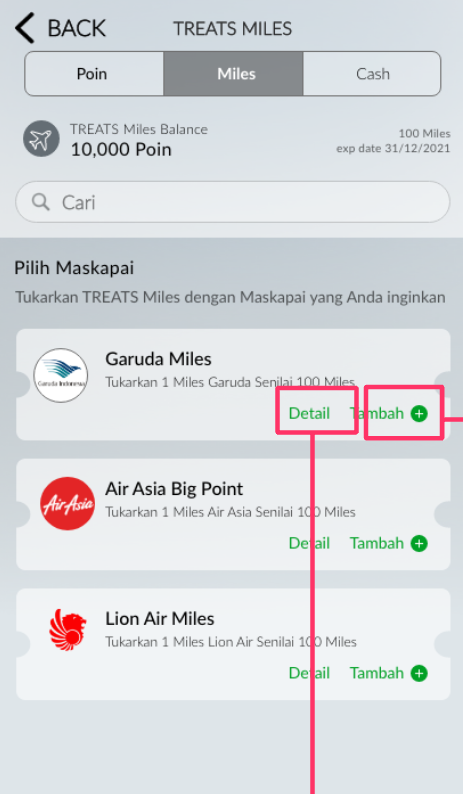 BACK
TREATS MILES
Poin
Miles
Cash
TREATS Miles Balance
10,000 Poin
100 Miles
exp date 31/12/2021
Cari
Pilih Maskapai
Tukarkan TREATS Miles dengan Maskapai yang Anda inginkan
Garuda Indonesia
Garuda Miles
Tukarkan 1 Miles Garuda Senilai 100 Miles
Detail
Tambah
AirAsia
Air Asia Big Point
Tukarkan 1 Miles Air Asia Senilai 100 Miles
Detail
Tambah
Lion Air Miles
Tukarkan 1 Miles Lion Air Senilai 100 Miles
Detail
Tambah